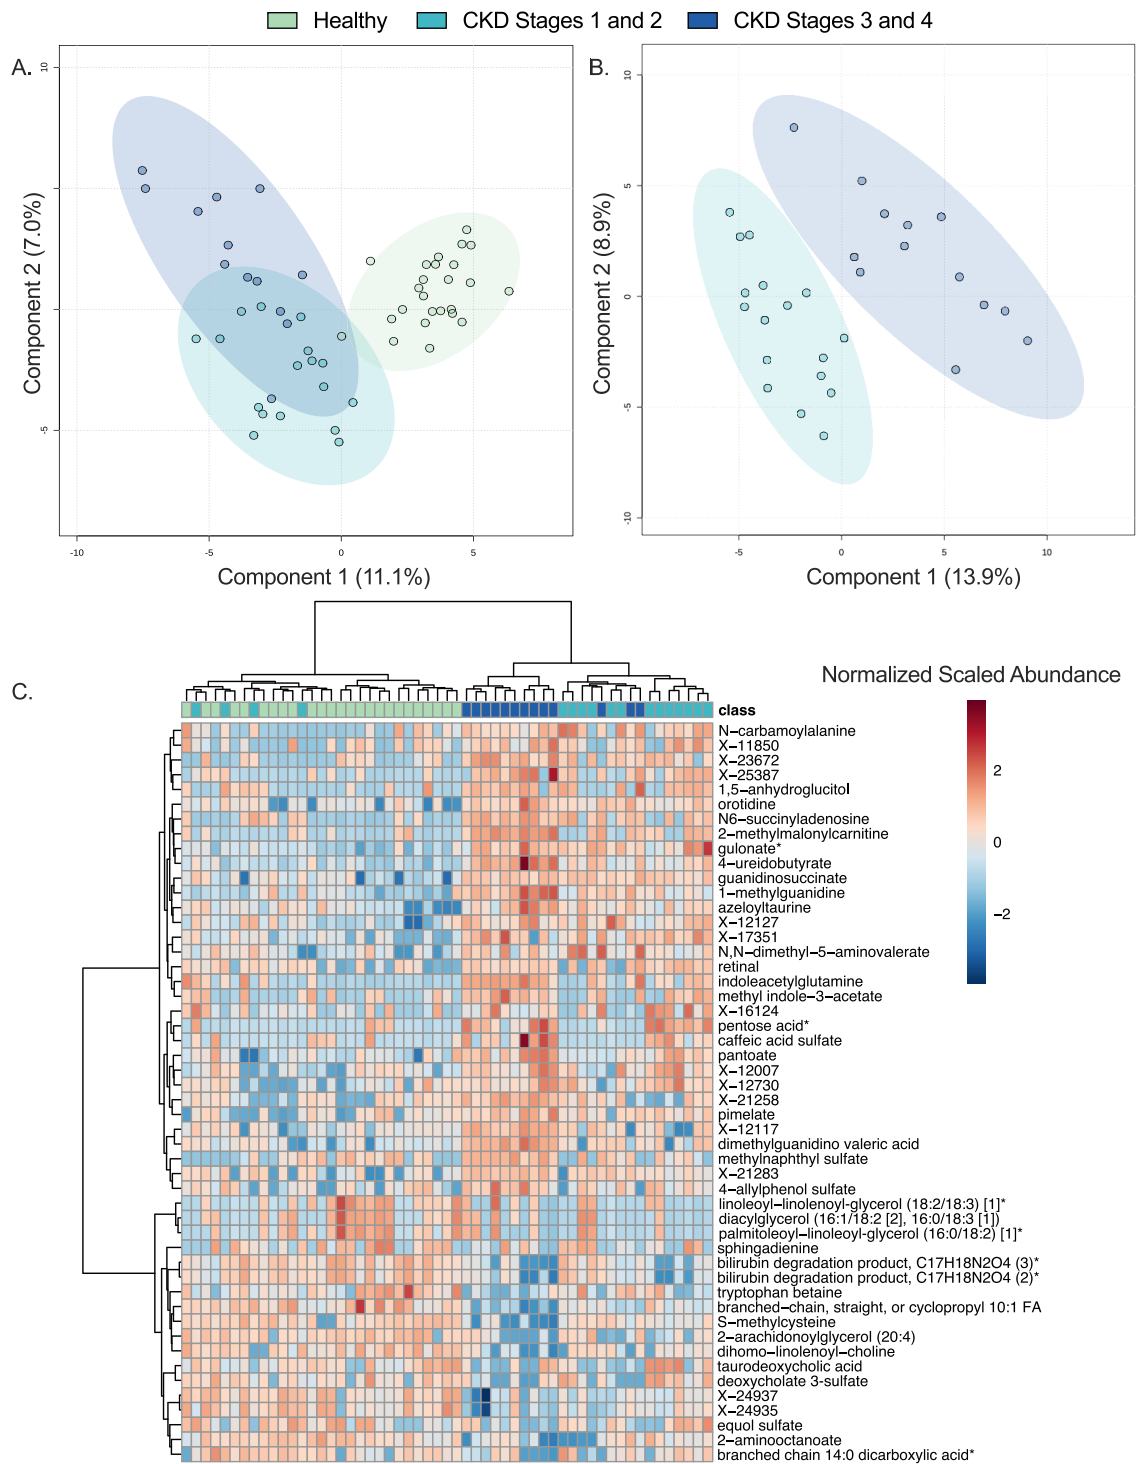 Healthy CKD Stages 1 and 2 CKD Stages 3 and 4
A.
Component 2 (7.0%)
10
-5
-10 -5 0 5
Component 1 (11.1%)
B.
Component 2 (8.9%)
10
5
0
-5
-10
-5 0 5 10
Component 1 (13.9%)
C.
Normalized Scaled Abundance
2
0
−2
class
N−carbamoylalanine
X−11850
X−23672
X−25387
1,5−anhydroglucitol
orotidine
N6−succinyladenosine
2−methylmalonylcarnitine
gulonate*
4−ureidobutyrate
guanidinosuccinate
1−methylguanidine
azeloyltaurine
X−12127
X−17351
N,N−dimethyl−5−aminovalerate
retinal
indoleacetylglutamine
methyl indole−3−acetate
X−16124
pentose acid*
caffeic acid sulfate
pantoate
X−12007
X−12730
X−21258
pimelate
X−12117
dimethylguanidino valeric acid
methylnaphthyl sulfate
X−21283
4−allylphenol sulfate
linoleoyl−linolenoyl−glycerol (18:2/18:3) [1]*
diacylglycerol (16:1/18:2 [2], 16:0/18:3 [1])
palmitoleoyl−linoleoyl−glycerol (16:0/18:2) [1]*
sphingadienine
bilirubin degradation product, C17H18N2O4 (3)*
bilirubin degradation product, C17H18N2O4 (2)*
tryptophan betaine
branched−chain, straight, or cyclopropyl 10:1 FA
S−methylcysteine
2−arachidonoylglycerol (20:4)
dihomo−linolenoyl−choline
taurodeoxycholic acid
deoxycholate 3-sulfate
X−24937
X−24935
equol sulfate
2−aminooctanoate
branched chain 14:0 dicarboxylic acid*